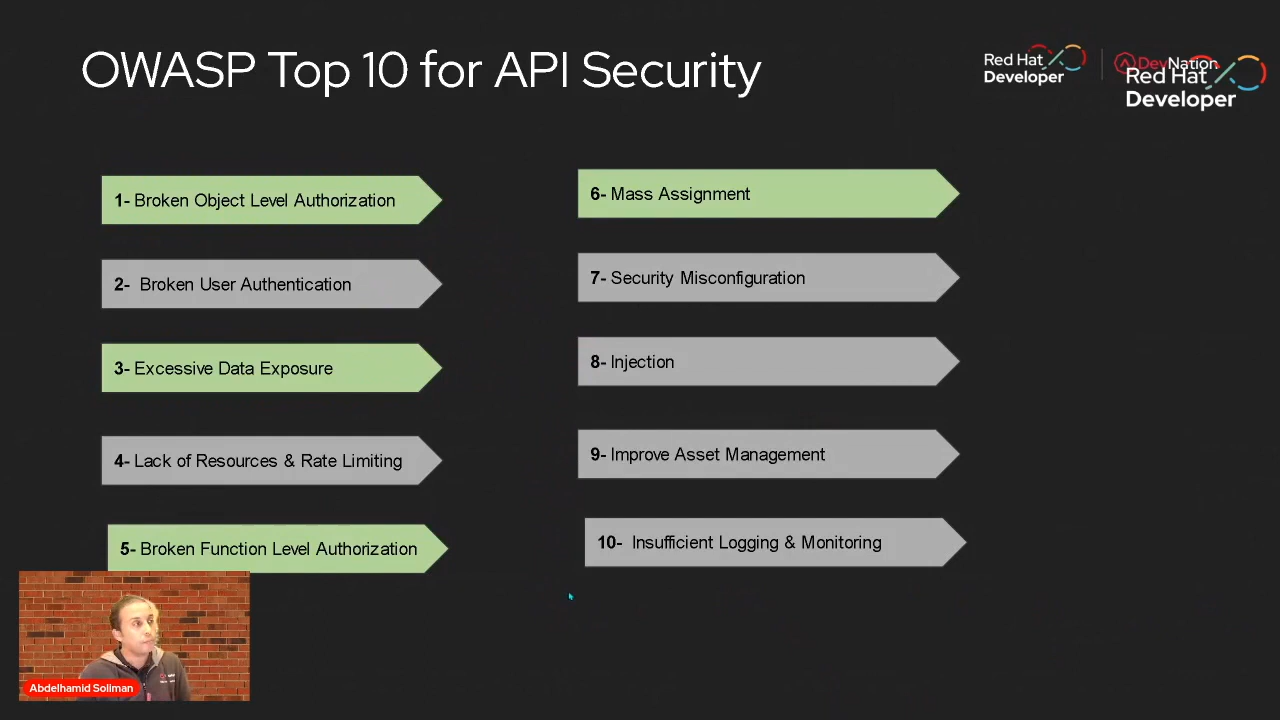 OWASP Top 10 for API Security
Red Hat
Developer
DevNation
Red Hat
Developer
1- Broken Object Level Authorization
2- Broken User Authentication
3- Excessive Data Exposure
4- Lack of Resources & Rate Limiting
5- Broken Function Level Authorization
6- Mass Assignment
7- Security Misconfiguration
8- Injection
9- Improve Asset Management
10- Insufficient Logging & Monitoring
Abdelhamid Soliman